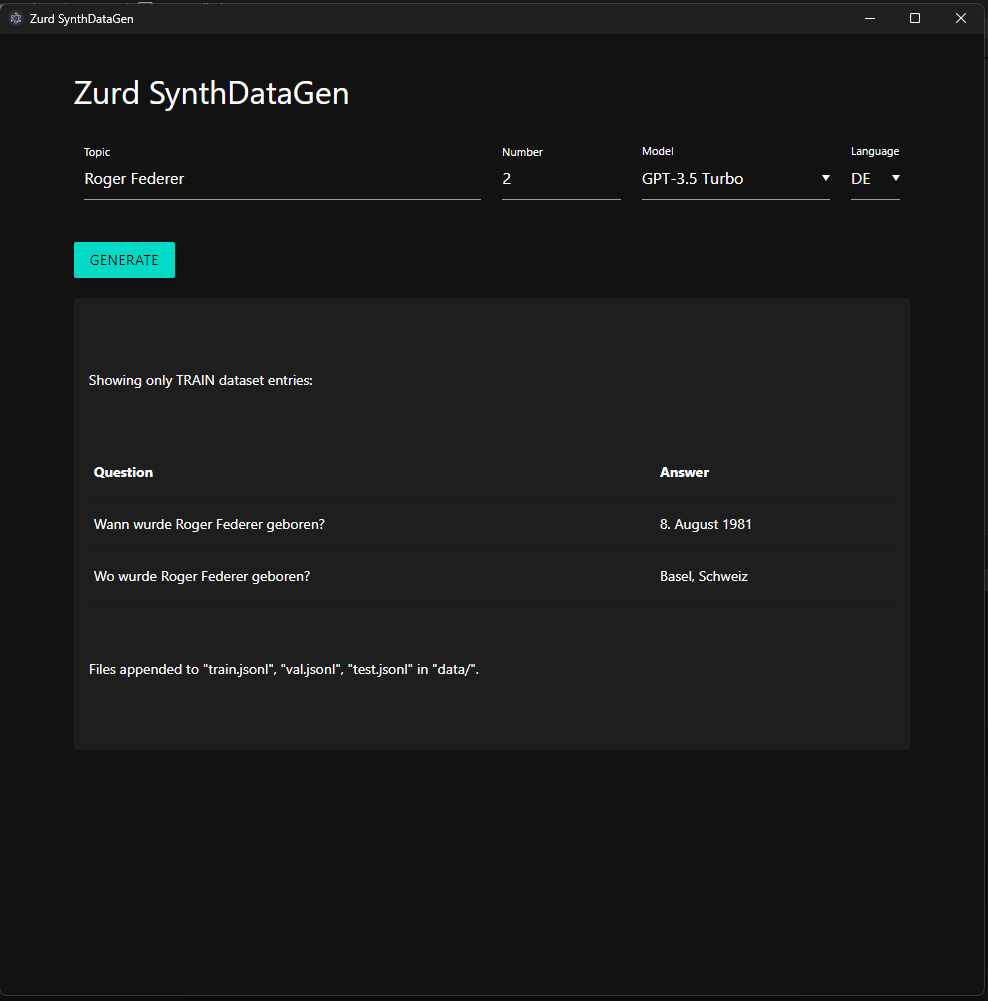 Zurd SynthDataGen
Zurd SynthDataGen
Topic Number Model Language
Roger Federer 2 GPT-3.5 Turbo DE
GENERATE
Showing only TRAIN dataset entries:
Question Answer
Wann wurde Roger Federer geboren? 8. August 1981
Wo wurde Roger Federer geboren? Basel, Schweiz
Files appended to "train.jsonl", "val.jsonl", "test.jsonl" in "data/".